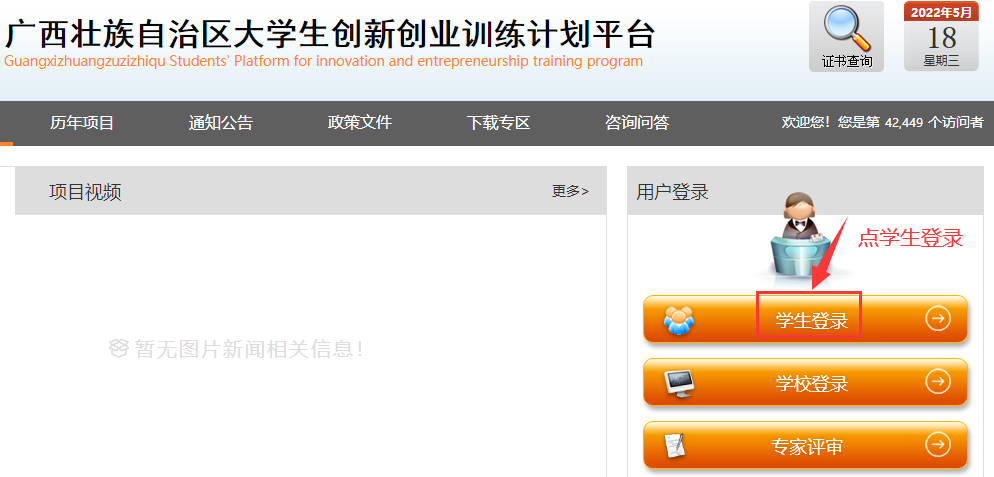 广西壮族自治区大学生创新创业训练计划平台
Guangxizhuangzuzizhiqu Students' Platform for innovation and entrepreneurship training program
证书查询
2022年5月
18
星期三
历年项目 通知公告 政策文件 下载专区 咨询问答 欢迎您！您是第 42,449 个访问者
项目视频 更多>
暂无图片新闻相关信息！
用户登录
点学生登录
学生登录
学校登录
专家评审